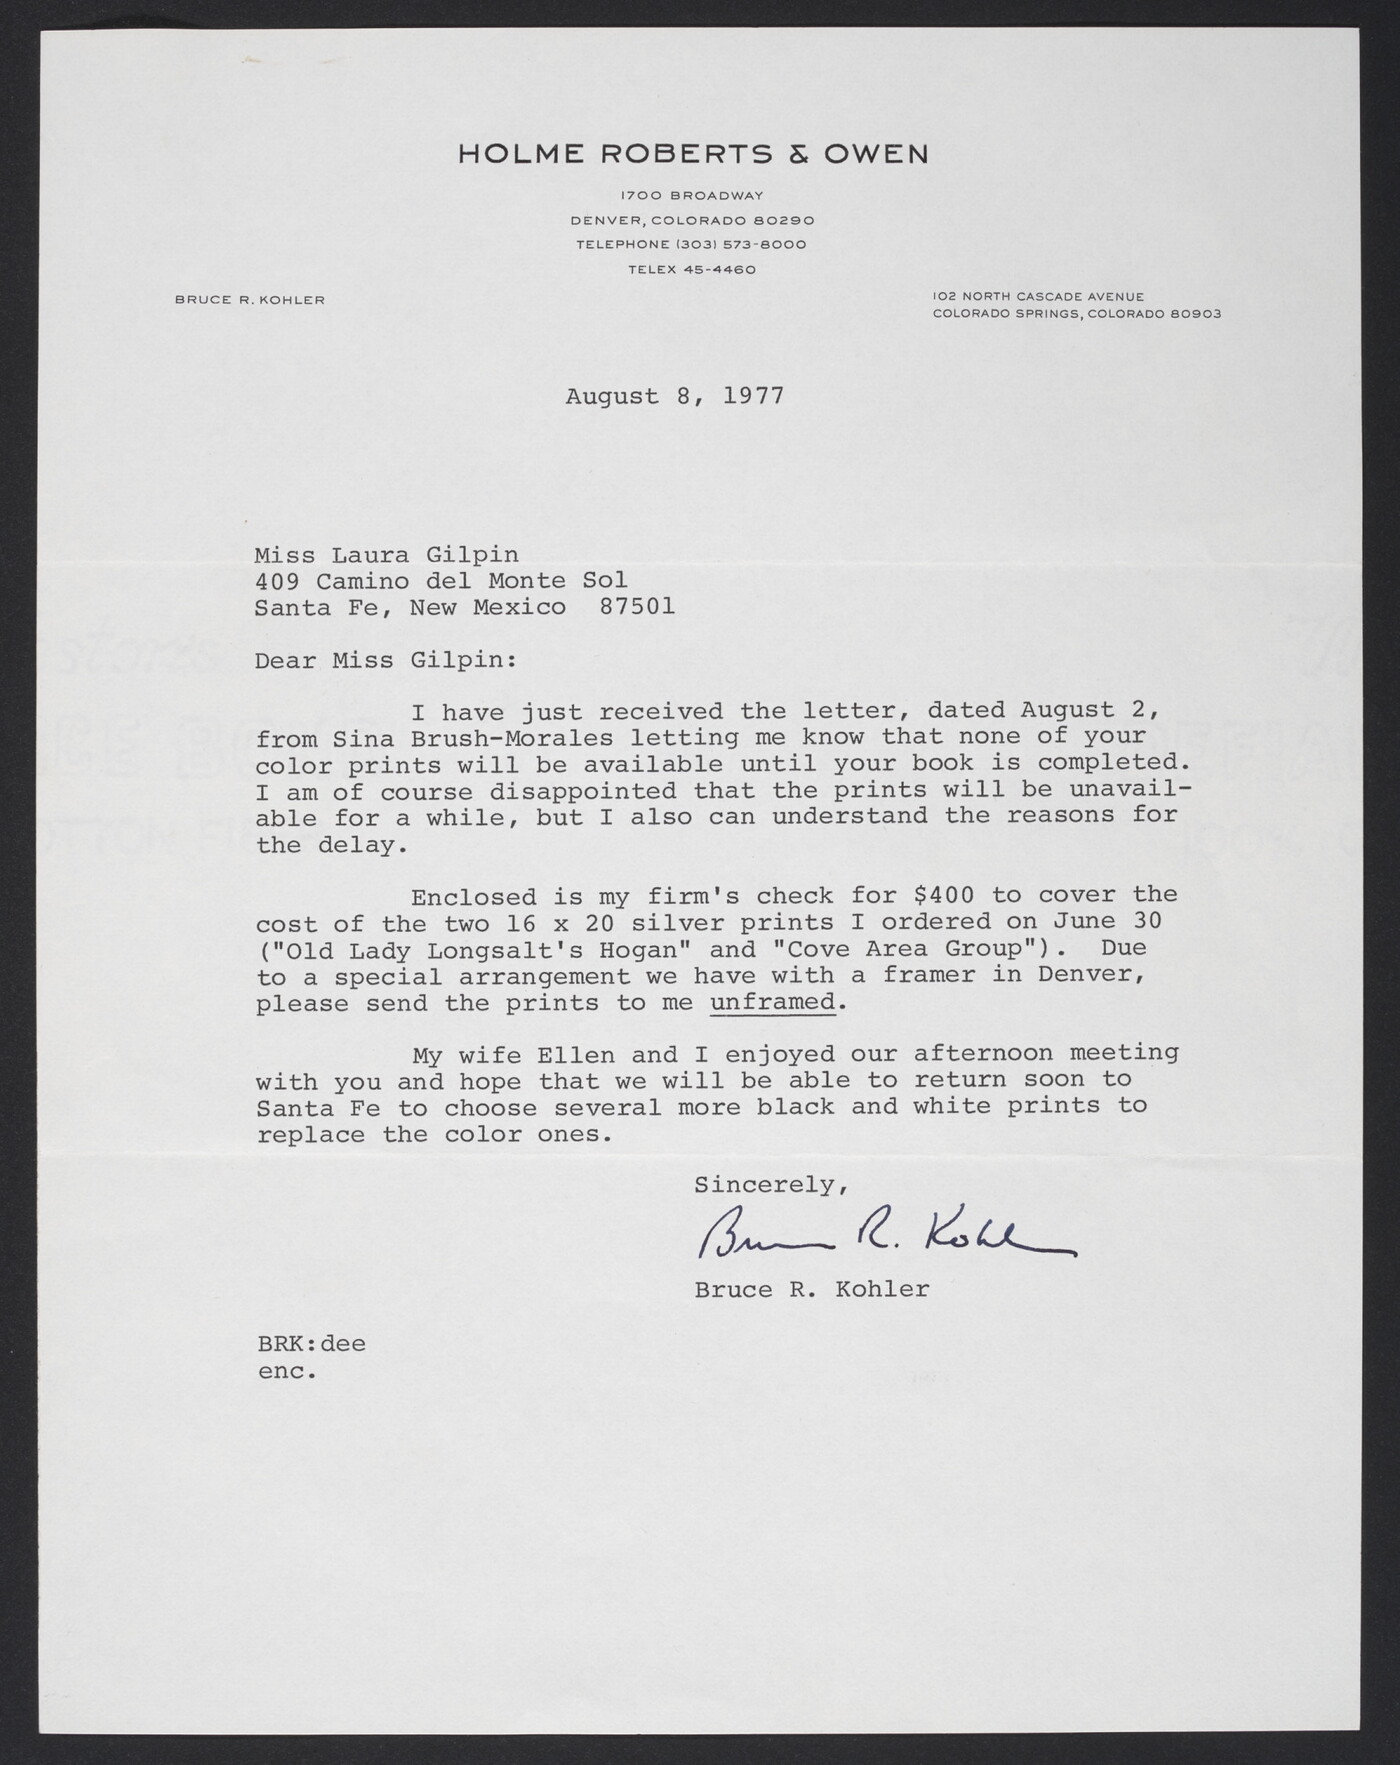 HOLME ROBERTS & OWEN
1700 BROADWAY
DENVER, COLORADO 80290
TELEPHONE (303) 573-8000
TELEX 45-4460
BRUCE R. KOHLER
102 NORTH CASCADE AVENUE
COLORADO SPRINGS, COLORADO 80903
August 8, 1977
Miss Laura Gilpin
409 Camino del Monte Sol
Santa Fe, New Mexico  87501
Dear Miss Gilpin:
I have just received the letter, dated August 2,
from Sina Brush-Morales letting me know that none of your
color prints will be available until your book is completed.
I am of course disappointed that the prints will be unavail-
able for a while, but I also can understand the reasons for
the delay.
Enclosed is my firm's check for $400 to cover the
cost of the two 16 x 20 silver prints I ordered on June 30
("Old Lady Longsalt's Hogan" and "Cove Area Group").  Due
to a special arrangement we have with a framer in Denver,
please send the prints to me unframed.
My wife Ellen and I enjoyed our afternoon meeting
with you and hope that we will be able to return soon to
Santa Fe to choose several more black and white prints to
replace the color ones.
Sincerely,
Bruce R. Kohler
Bruce R. Kohler
BRK:dee
enc.